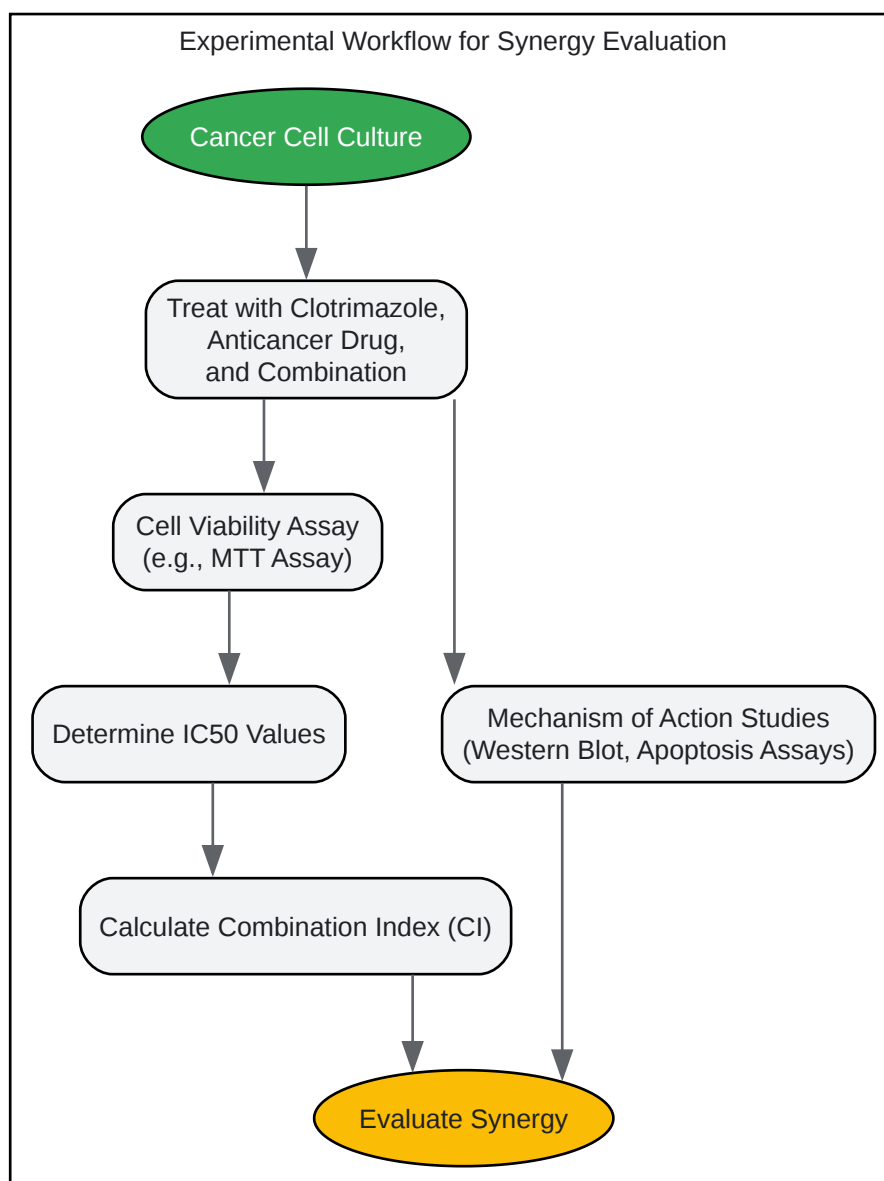 Experimental Workflow for Synergy Evaluation
Cancer Cell Culture
Treat with Clotrimazole,
Anticancer Drug,
and Combination
Cell Viability Assay
(e.g., MTT Assay)
Determine IC50 Values
Mechanism of Action Studies
(Western Blot, Apoptosis Assays)
Calculate Combination Index (CI)
Evaluate Synergy